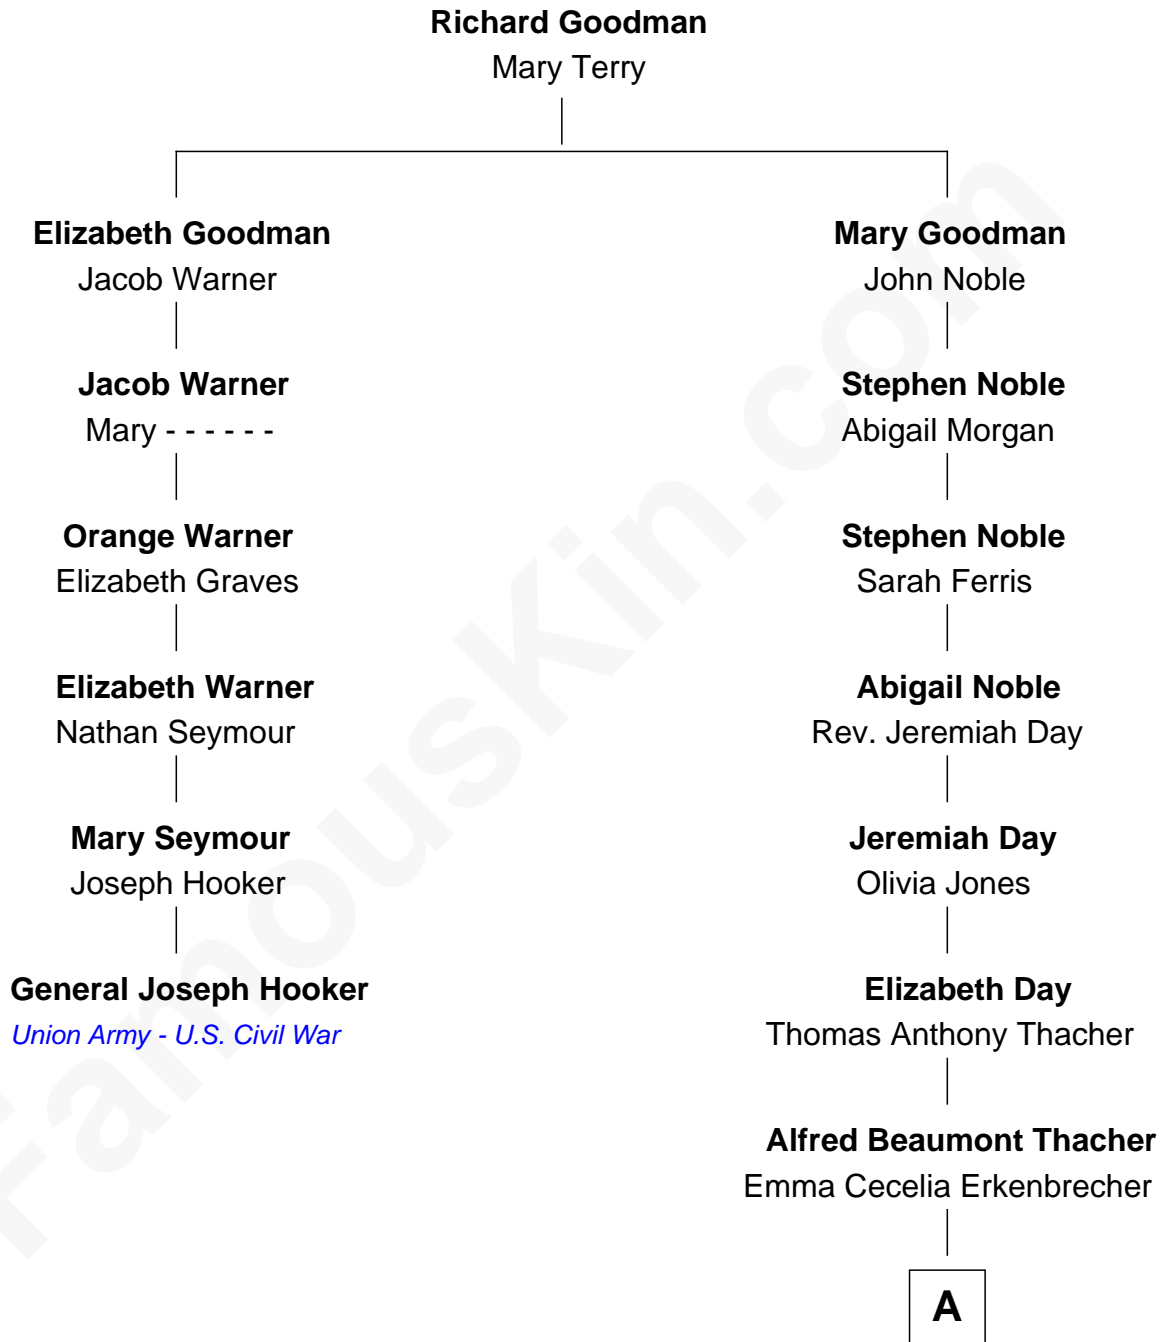 Richard Goodman
Mary Terry
Elizabeth Goodman
Jacob Warner
Mary Goodman
John Noble
Jacob Warner
Mary - - - - - -
Stephen Noble
Abigail Morgan
Orange Warner
Elizabeth Graves
Stephen Noble
Sarah Ferris
Elizabeth Warner
Nathan Seymour
Abigail Noble
Rev. Jeremiah Day
Mary Seymour
Joseph Hooker
Jeremiah Day
Olivia Jones
General Joseph Hooker
Union Army - U.S. Civil War
Elizabeth Day
Thomas Anthony Thacher
Alfred Beaumont Thacher
Emma Cecelia Erkenbrecher
A
FamousKin.com